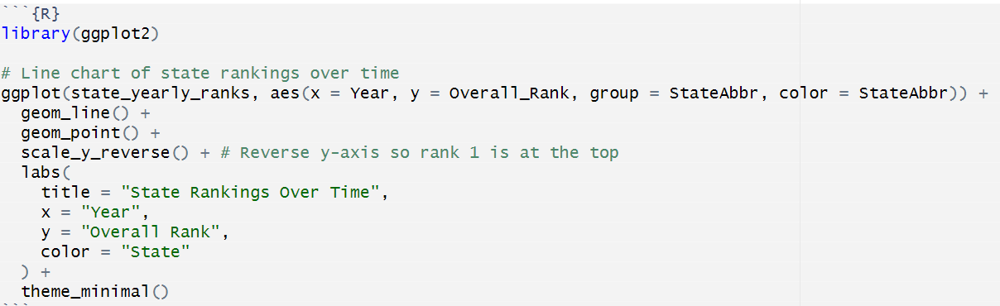 ```{R}
library(ggplot2)

# Line chart of state rankings over time
ggplot(state_yearly_ranks, aes(x = Year, y = Overall_Rank, group = StateAbbr, color = StateAbbr)) +
  geom_line() +
  geom_point() +
  scale_y_reverse() + # Reverse y-axis so rank 1 is at the top
  labs(
    title = "State Rankings Over Time",
    x = "Year",
    y = "Overall Rank",
    color = "State"
  ) +
  theme_minimal()
```